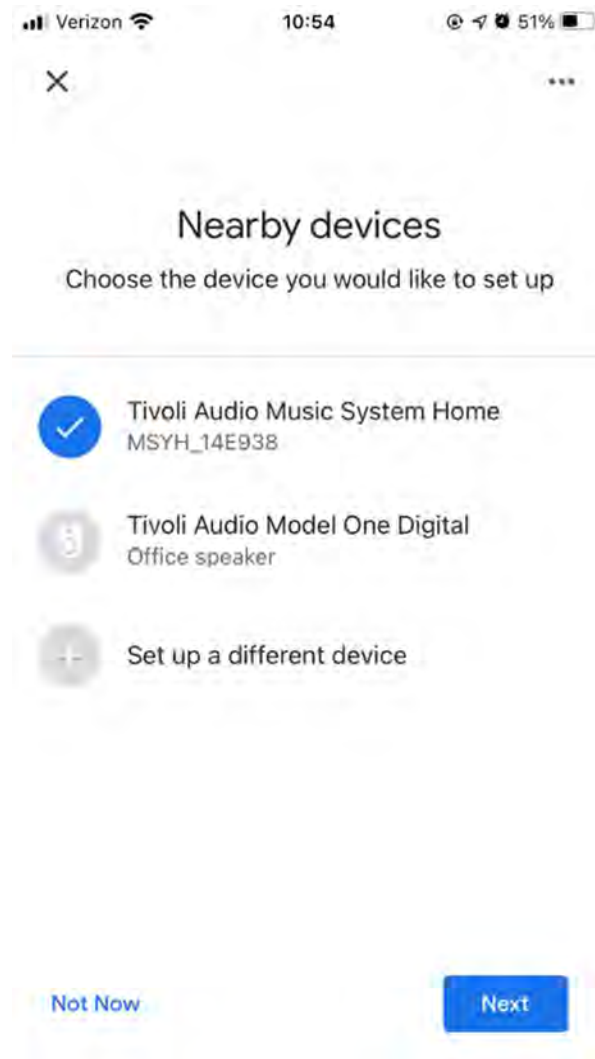 Verizon 10:54 51%
Nearby devices
Choose the device you would like to set up
Tivoli Audio Music System Home
MSYH_14E938
Tivoli Audio Model One Digital
Office speaker
Set up a different device
Not Now Next